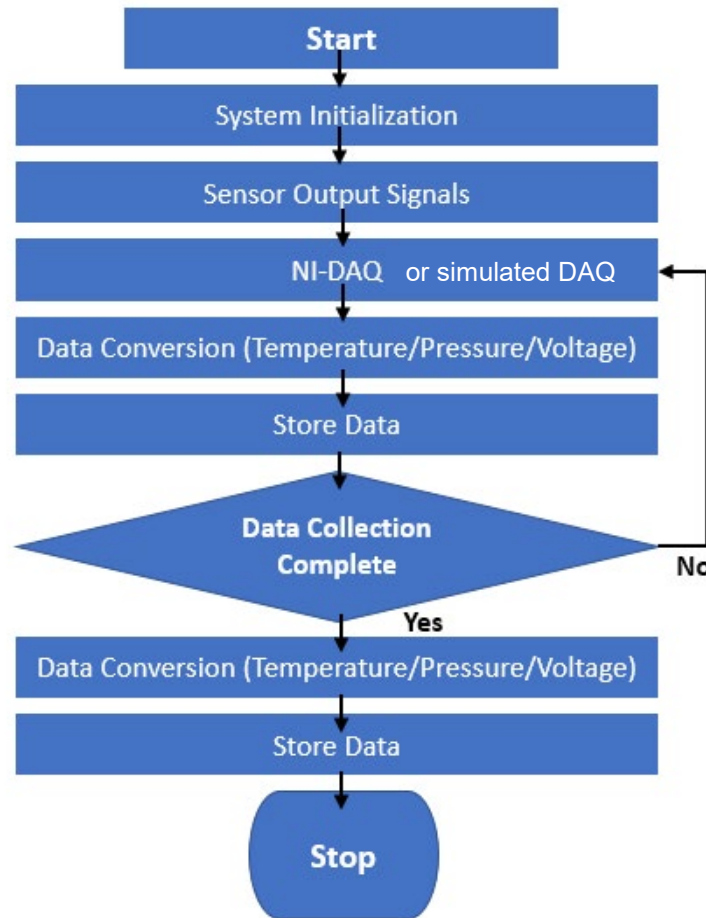 Start
System Initialization
Sensor Output Signals
NI-DAQ or simulated DAQ
Data Conversion (Temperature/Pressure/Voltage)
Store Data
Data Collection
Complete
No
Yes
Data Conversion (Temperature/Pressure/Voltage)
Store Data
Stop